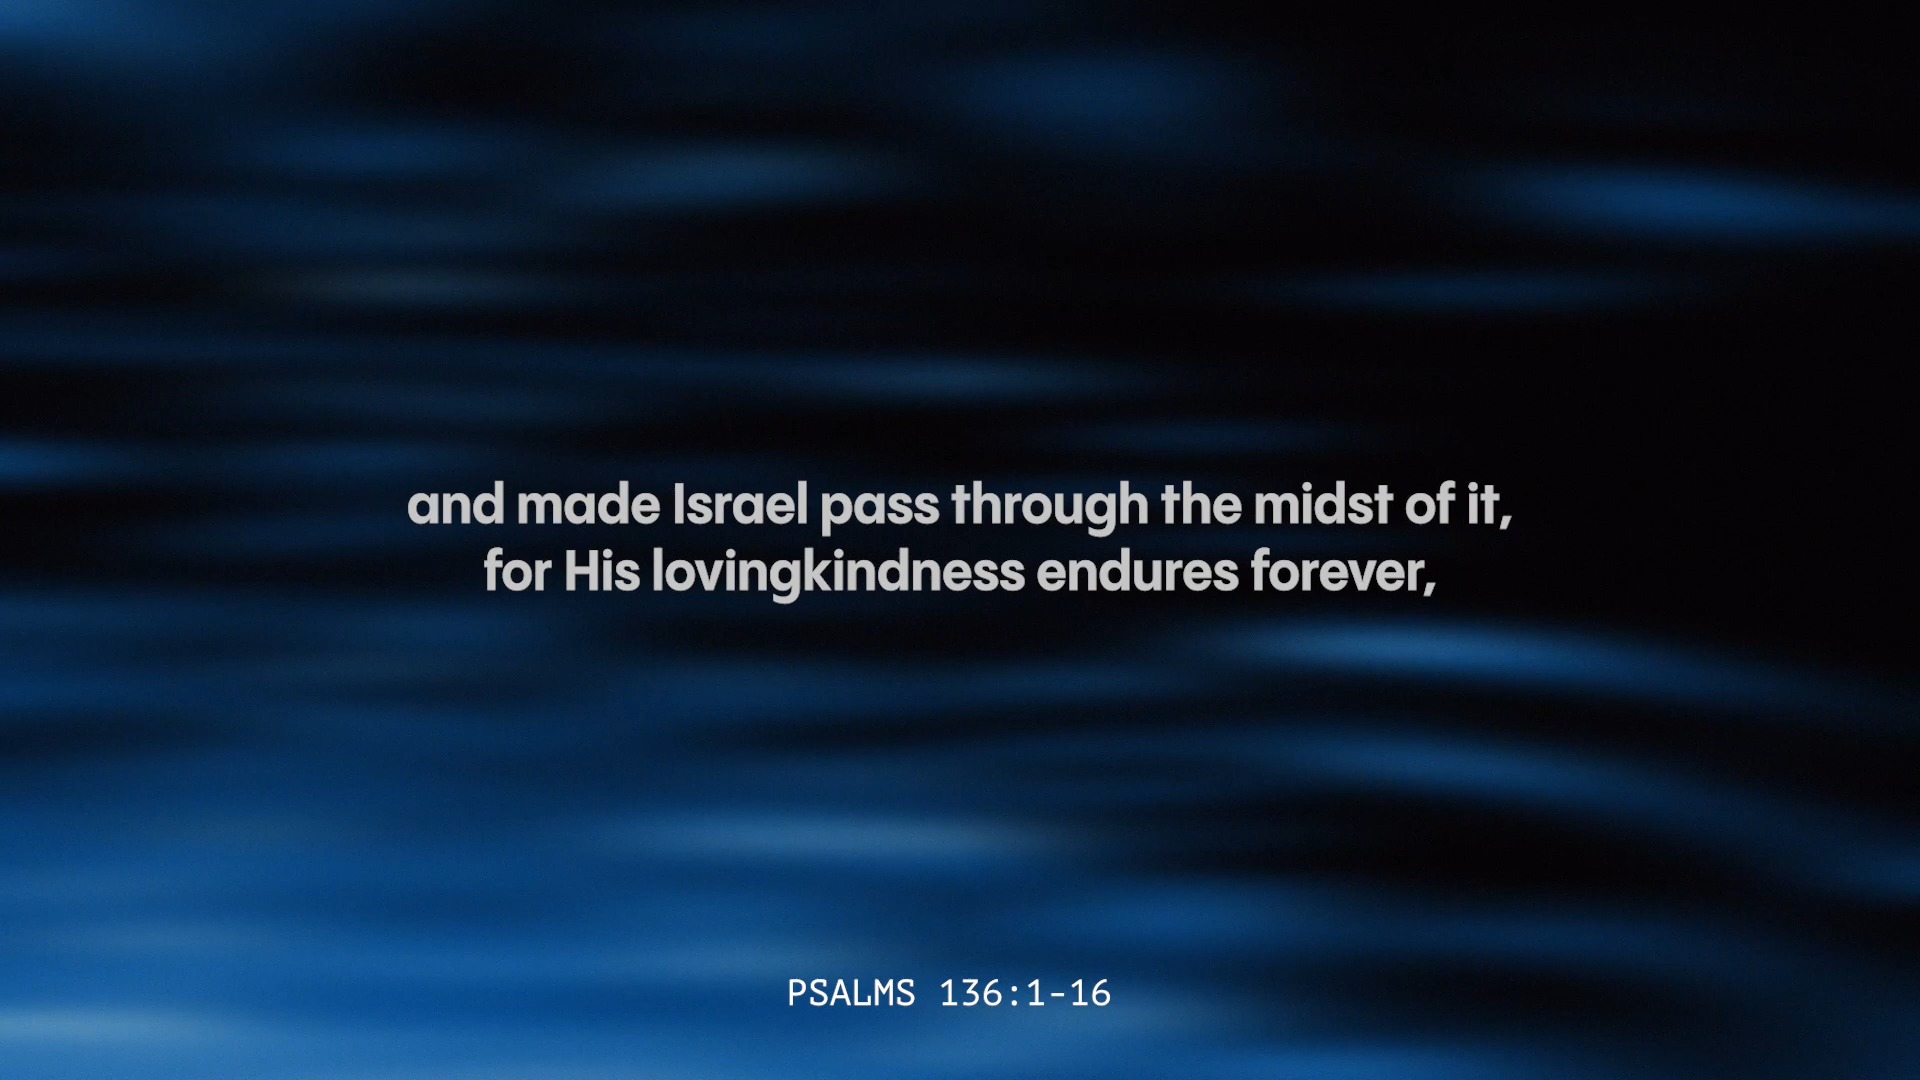 and made Israel pass through the midst of it,
for His lovingkindness endures forever,
PSALMS 136:1-16